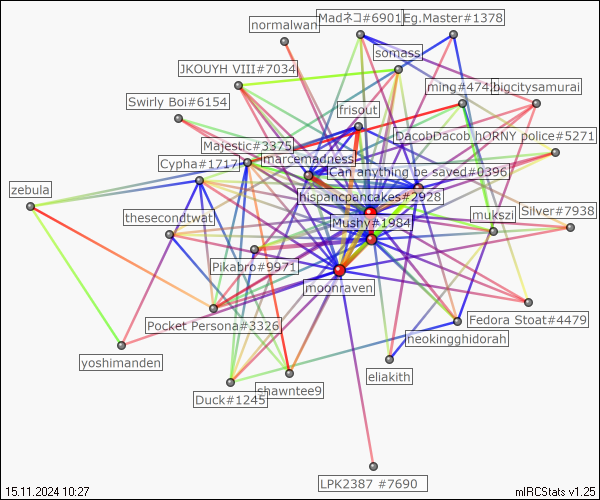 Madネコ#6901
Eg.Master#1378
normalwan
somass
JKOUYH VIII#7034
ming#474
bigcitysamurai
Swirly Boi#6154
frisout
DacobDacob
hORNY police#5271
Majestic#3375
marcemadness
Cypha#1717
Can anything be saved#0396
zebula
hispancpancakes#2928
thesecondtwat
Mushy#1984
mukszi
Silver#7938
Pikabro#9971
moonraven
Pocket Persona#3326
Fedora Stoat#4479
neokingghidorah
yoshimanden
eliakith
shawntee9
Duck#1245
LPK2387 #7690
15.11.2024 10:27
mIRCStats v1.25